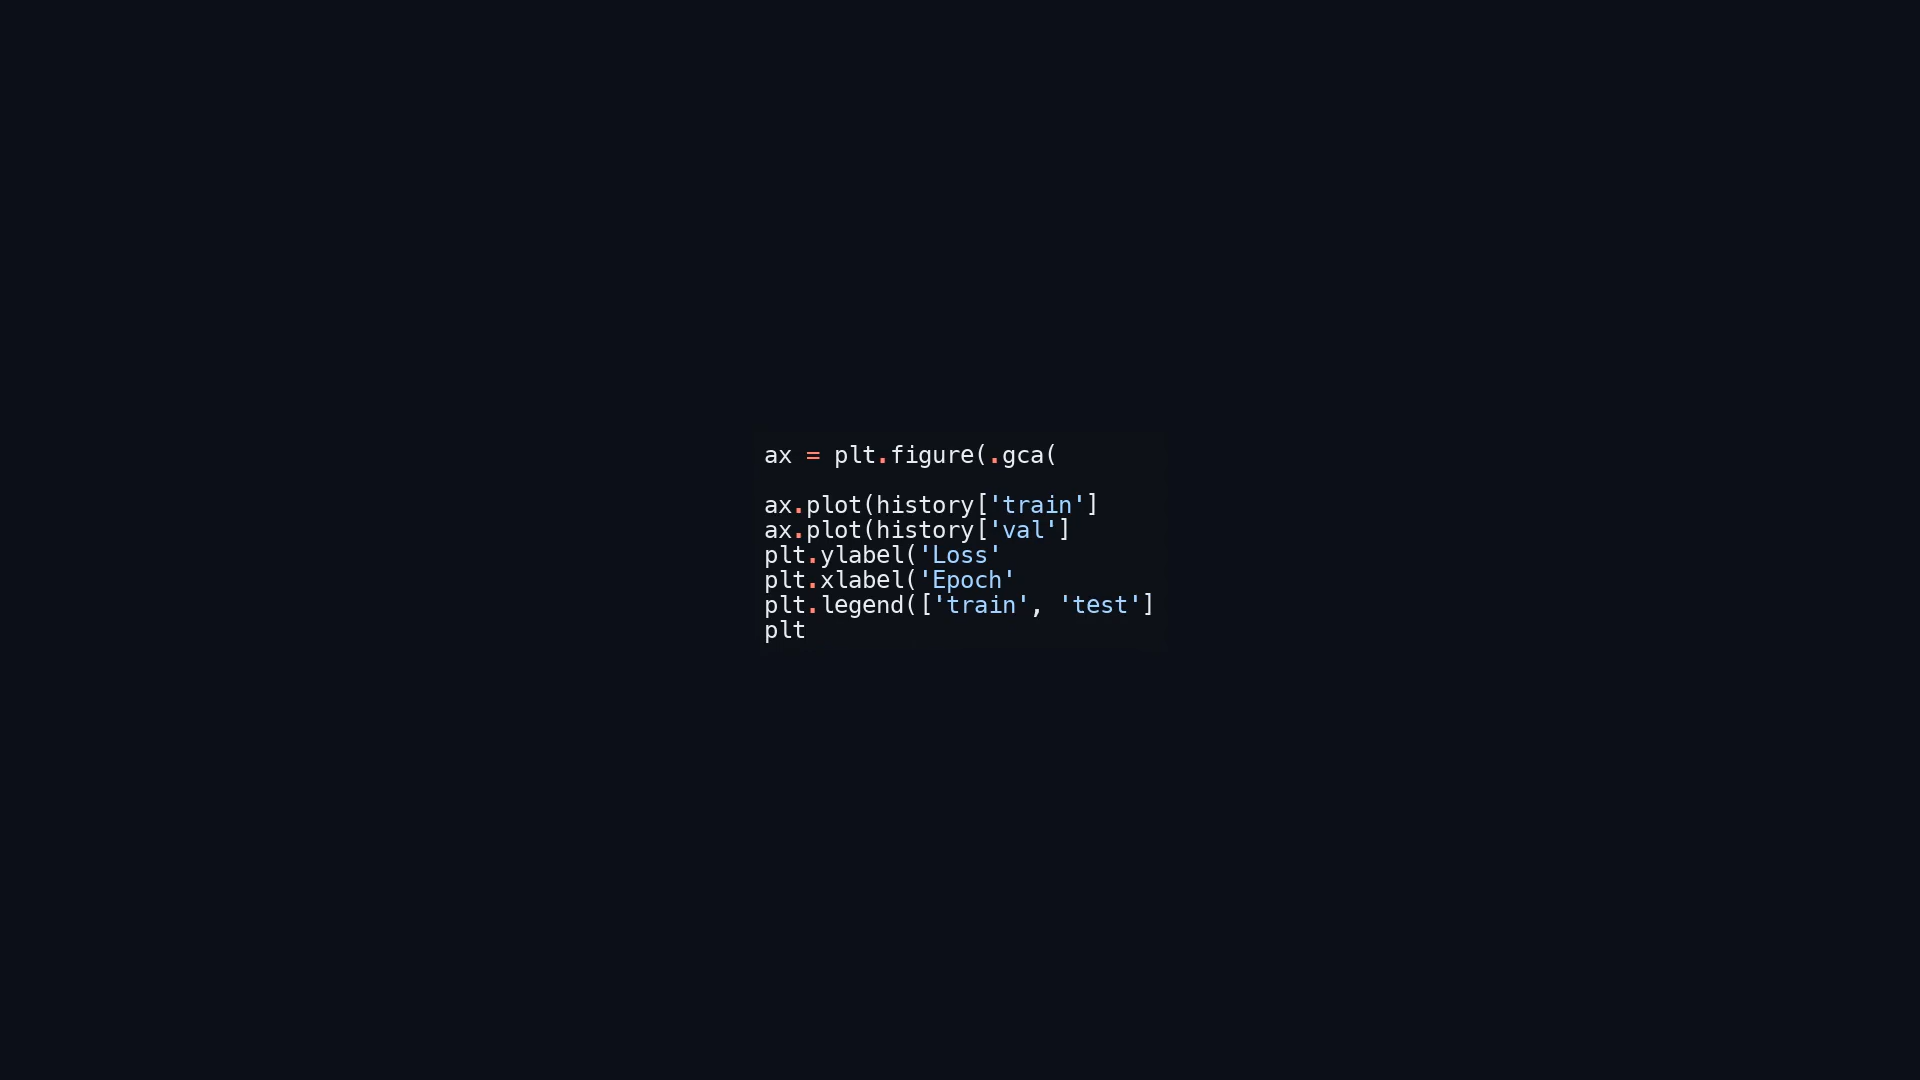 ax = plt.figure(.gca(
ax.plot(history['train']
ax.plot(history['val']
plt.ylabel('Loss'
plt.xlabel('Epoch'
plt.legend(['train', 'test']
plt